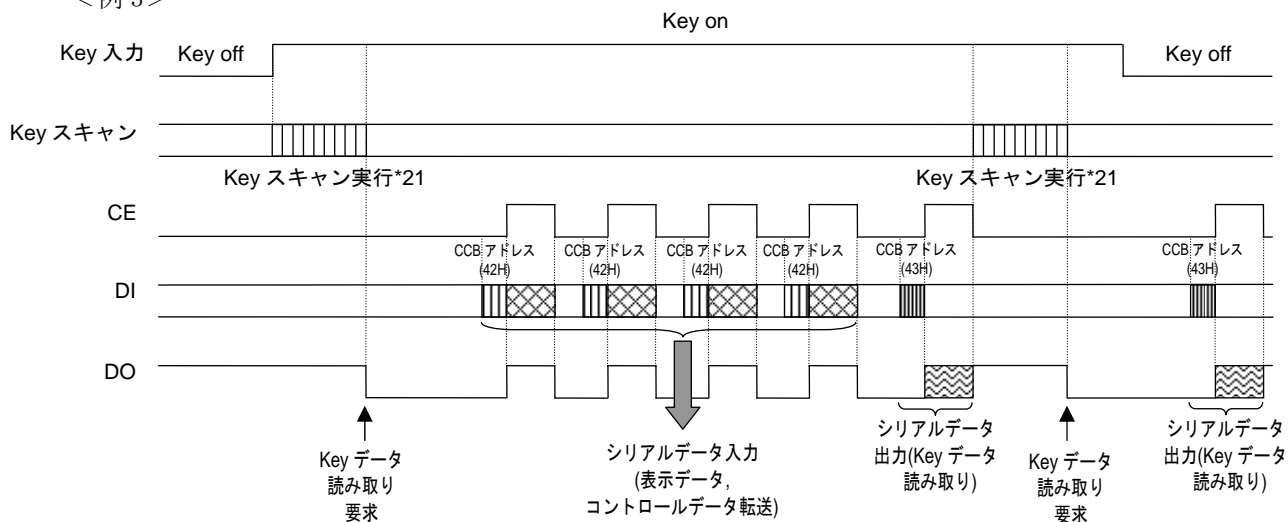 <例 3>
Key on
Key 入力
Key off
Key off
Key スキャン
Key スキャン実行*21
Key スキャン実行*21
CE
CCB アドレス
(42H)
CCB アドレス
(42H)
CCB アドレス
(42H)
CCB アドレス
(42H)
CCB アドレス
(43H)
CCB アドレス
(43H)
DI
DO
Key データ
読み取り
要求
シリアルデータ入力
(表示データ,
コントロールデータ転送)
シリアルデータ
出力(Key データ
読み取り)
Key データ
読み取り
要求
シリアルデータ
出力(Key データ
読み取り)